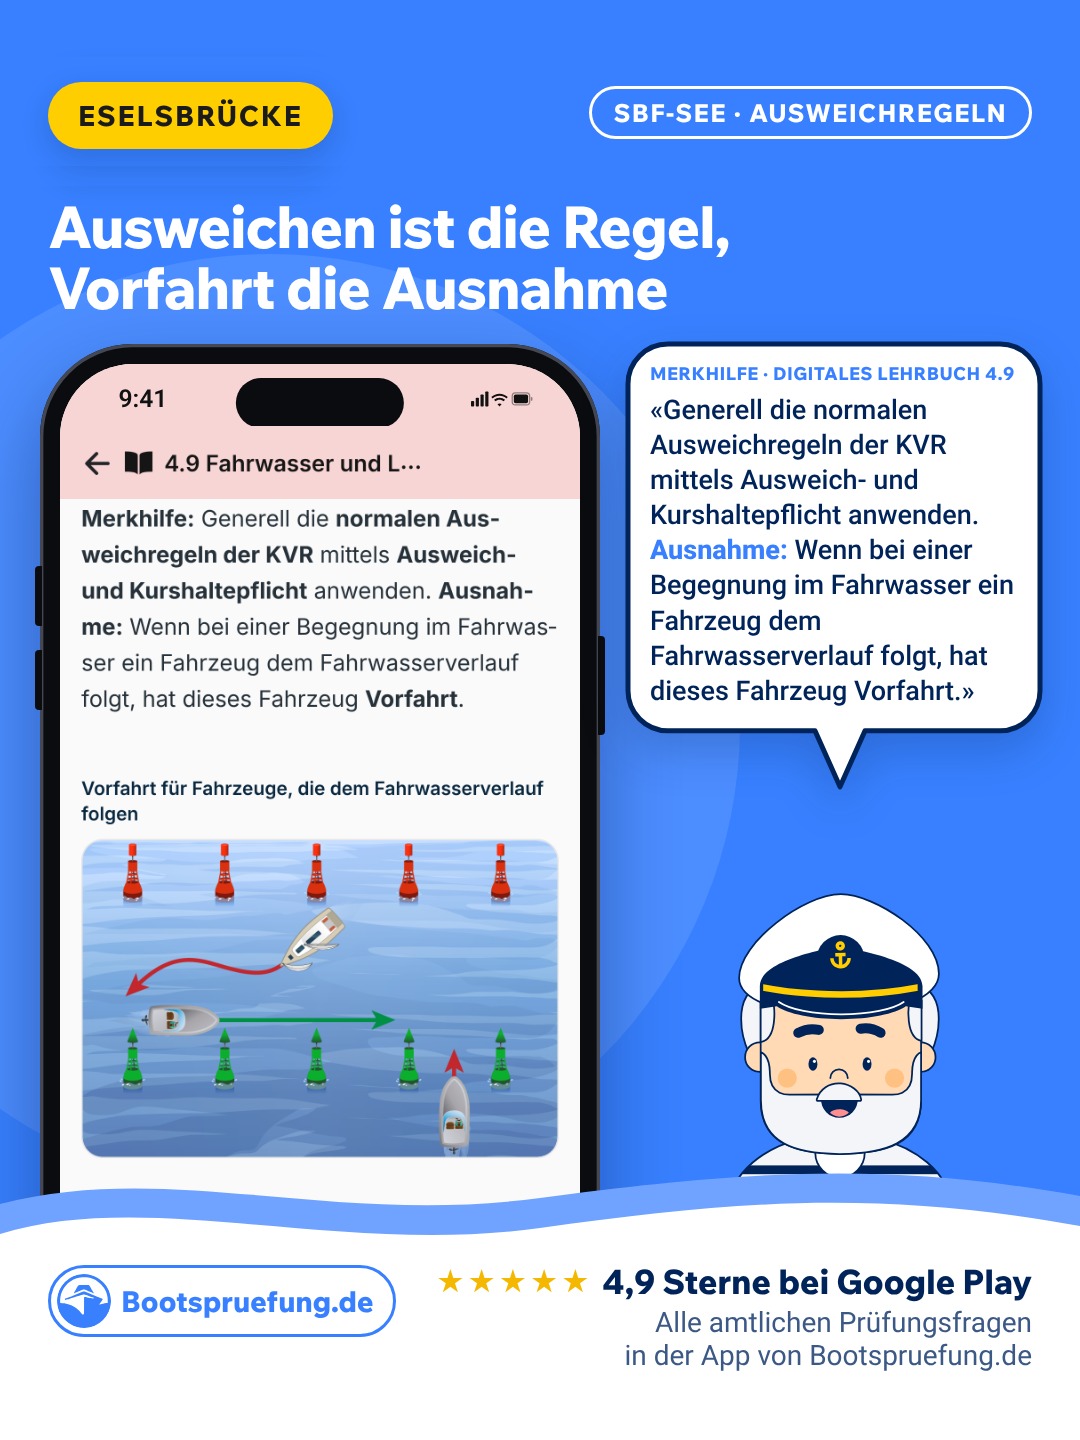 ESELSBRÜCKE
SBF-SEE · AUSWEICHREGELN
Ausweichen ist die Regel,
Vorfahrt die Ausnahme
9:41
4.9 Fahrwasser und L...
Merkhilfe: Generell die normalen Aus-
weichregeln der KVR mittels Ausweich-
und Kurshaltepflicht anwenden. Ausnah-
me: Wenn bei einer Begegnung im Fahrwas-
ser ein Fahrzeug dem Fahrwasserverlauf
folgt, hat dieses Fahrzeug Vorfahrt.
Vorfahrt für Fahrzeuge, die dem Fahrwasserverlauf
folgen
MERKHILFE · DIGITALES LEHRBUCH 4.9
«Generell die normalen
Ausweichregeln der KVR
mittels Ausweich- und
Kurshaltepflicht anwenden.
Ausnahme: Wenn bei einer
Begegnung im Fahrwasser ein
Fahrzeug dem
Fahrwasserverlauf folgt, hat
dieses Fahrzeug Vorfahrt.»
Bootspruefung.de
★★★★★ 4,9 Sterne bei Google Play
Alle amtlichen Prüfungsfragen
in der App von Bootspruefung.de